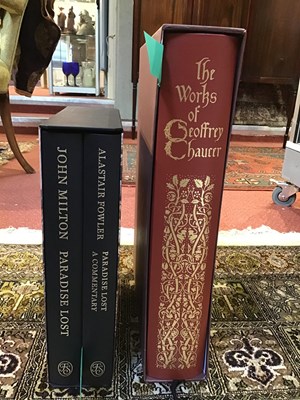 JOHN MILTON PARADISE LOST
ALASTAIR FOWLER PARADISE LOST
A COMMENTARY
The
Works
of
Geoffrey
Chaucer